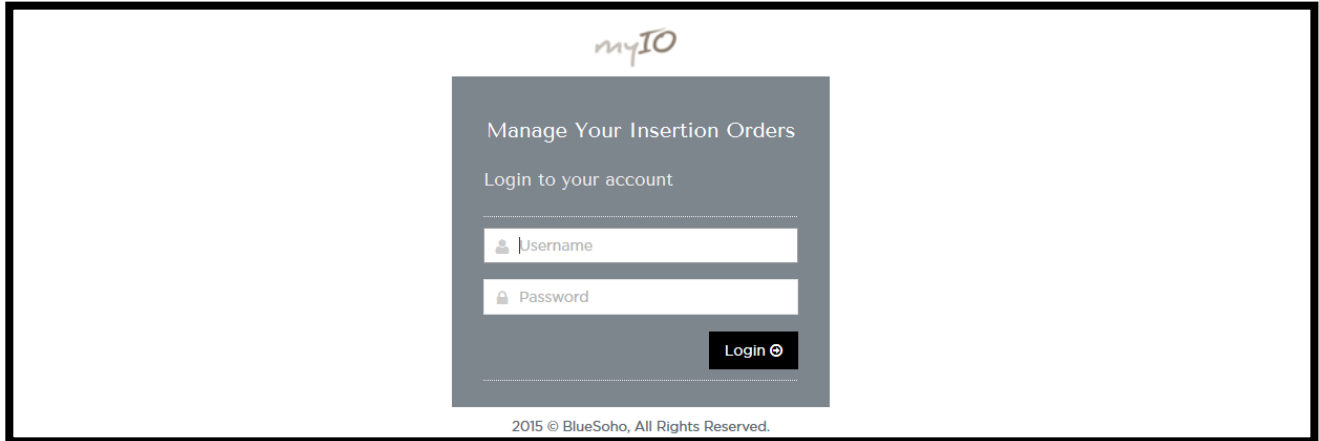 myIO
Manage Your Insertion Orders
Login to your account
Username
Password
Login
2015 © BlueSoho, All Rights Reserved.